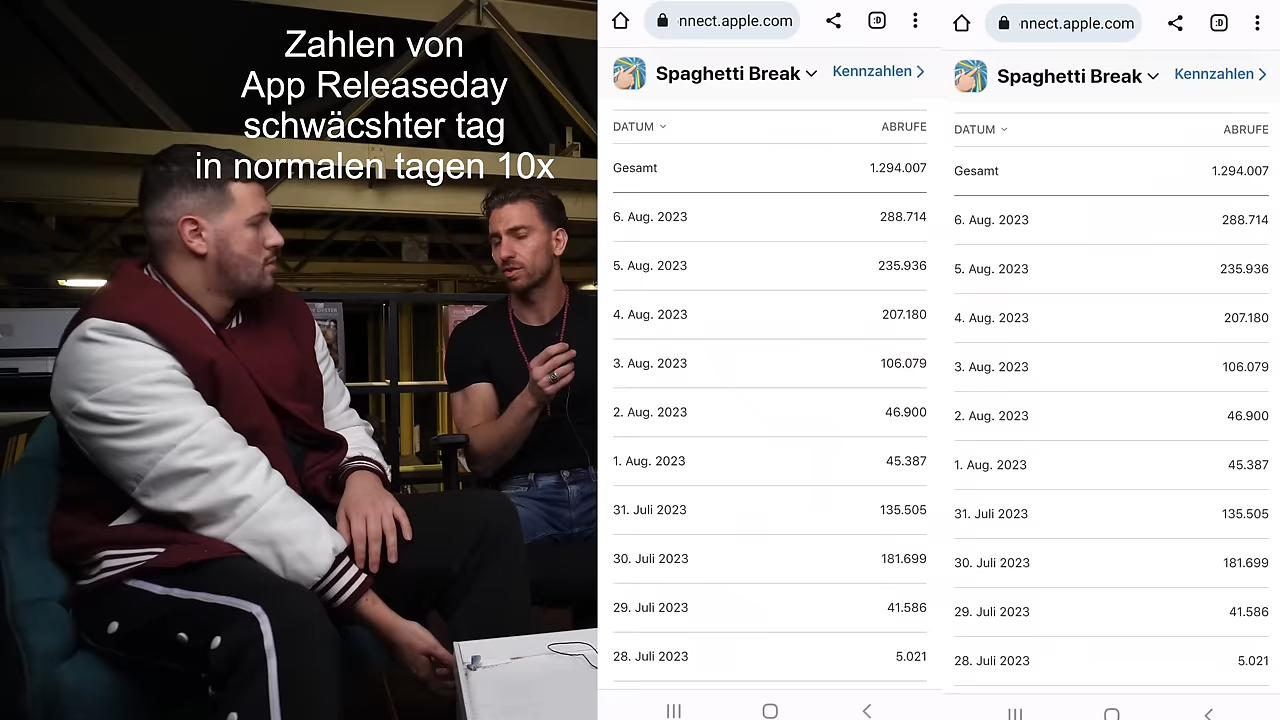 Zahlen von
App Releaseday
schwäcshter tag
in normalen tagen 10x
nnect.apple.com
Spaghetti Break Kennzahlen
DATUM ABRUFE
Gesamt 1.294.007
6. Aug. 2023 288.714
5. Aug. 2023 235.936
4. Aug. 2023 207.180
3. Aug. 2023 106.079
2. Aug. 2023 46.900
1. Aug. 2023 45.387
31. Juli 2023 135.505
30. Juli 2023 181.699
29. Juli 2023 41.586
28. Juli 2023 5.021
nnect.apple.com
Spaghetti Break Kennzahlen
DATUM ABRUFE
Gesamt 1.294.007
6. Aug. 2023 288.714
5. Aug. 2023 235.936
4. Aug. 2023 207.180
3. Aug. 2023 106.079
2. Aug. 2023 46.900
1. Aug. 2023 45.387
31. Juli 2023 135.505
30. Juli 2023 181.699
29. Juli 2023 41.586
28. Juli 2023 5.021